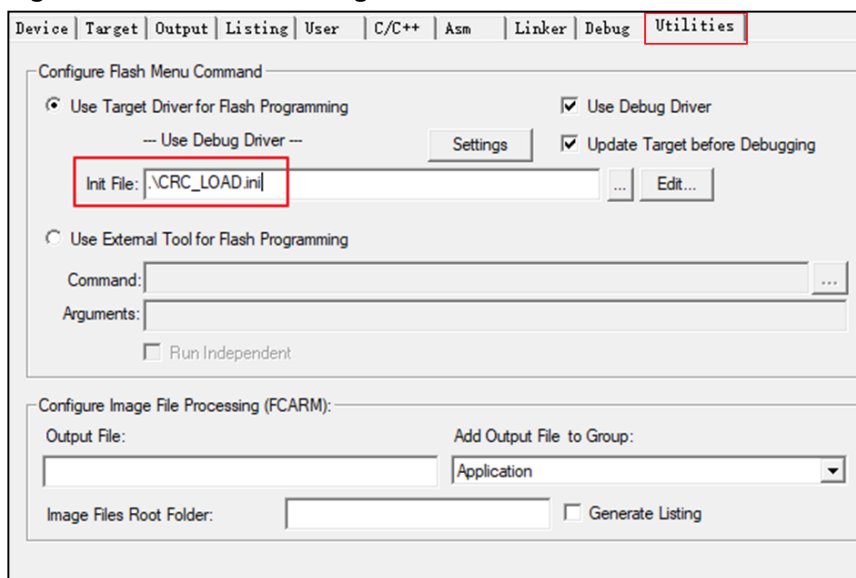 Device Target Output Listing User C/C++ Asm Linker Debug Utilities
Configure Flash Menu Command
Use Target Driver for Flash Programming
Use Debug Driver
--- Use Debug Driver ---
Settings
Update Target before Debugging
Init File: .\CRC_LOAD.ini
...
Edit...
Use External Tool for Flash Programming
Command:
...
Arguments:
Run Independent
Configure Image File Processing (FCARM):
Output File:
Add Output File to Group:
Application
Image Files Root Folder:
Generate Listing